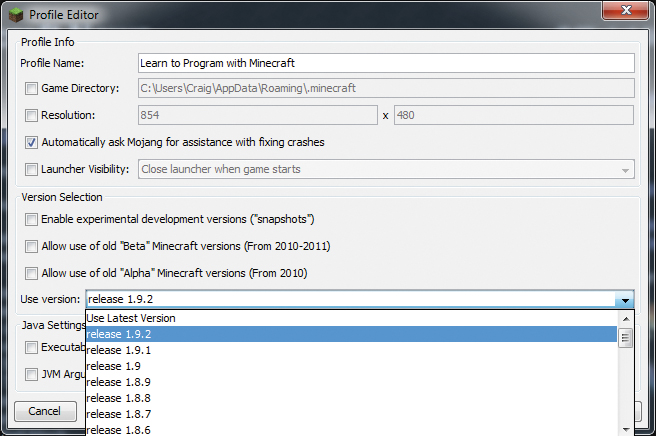 Profile Editor
Profile Info
Profile Name: Learn to Program with Minecraft
Game Directory: C:\Users\Craig\AppData\Roaming\.minecraft
Resolution: 854 x 480
Automatically ask Mojang for assistance with fixing crashes
Launcher Visibility: Close launcher when game starts
Version Selection
Enable experimental development versions ("snapshots")
Allow use of old "Beta" Minecraft versions (From 2010-2011)
Allow use of old "Alpha" Minecraft versions (From 2010)
Use version: release 1.9.2
Use Latest Version
Java Settings
release 1.9.2
Executab
release 1.9.1
release 1.9
JVM Argu
release 1.8.9
release 1.8.8
Cancel
release 1.8.7
release 1.8.6